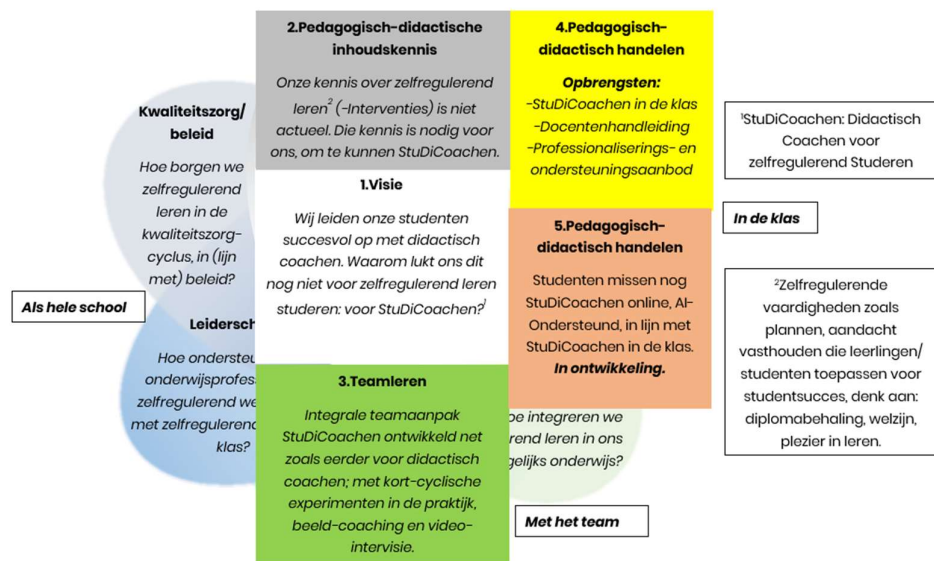 2.Pedagogisch-didactische
inhoudskennis
Onze kennis over zelfregulerend
leren² (-Interventies) is niet
actueel. Die kennis is nodig voor
ons, om te kunnen StuDiCoachen.
4.Pedagogisch-
didactisch handelen
Opbrengsten:
-StuDiCoachen in de klas
-Docentenhandleiding
-Professionaliserings- en
ondersteuningsaanbod
¹StuDiCoachen: Didactisch
Coachen voor
zelfregulerend Studeren
Kwaliteitszorg/
beleid
Hoe borgen we
zelfregulerend
leren in de
kwaliteitszorg-
cyclus, in (lijn
met) beleid?
1.Visie
Wij leiden onze studenten
succesvol op met didactisch
coachen. Waarom lukt ons dit
nog niet voor zelfregulerend leren
studeren: voor StuDiCoachen?¹
In de klas
5.Pedagogisch-
didactisch handelen
Studenten missen nog
StuDiCoachen online, AI-
Ondersteund, in lijn met
StuDiCoachen in de klas.
In ontwikkeling.
²Zelfregulerende
vaardigheden zoals
plannen, aandacht
vasthouden die leerlingen/
studenten toepassen voor
studentsucces, denk aan:
diplomabehaling, welzijn,
plezier in leren.
Als hele school
Leidersch
Hoe ondersteu
onderwijsprofess
zelfregulerend we
met zelfregulerend
klas?
3.Teamleren
Integrale teamaanpak
StuDiCoachen ontwikkeld net
zoals eerder voor didactisch
coachen; met kort-cyclische
experimenten in de praktijk,
beeld-coaching en video-
intervisie.
oe integreren we
rend leren in ons
gelijks onderwijs?
Met het team